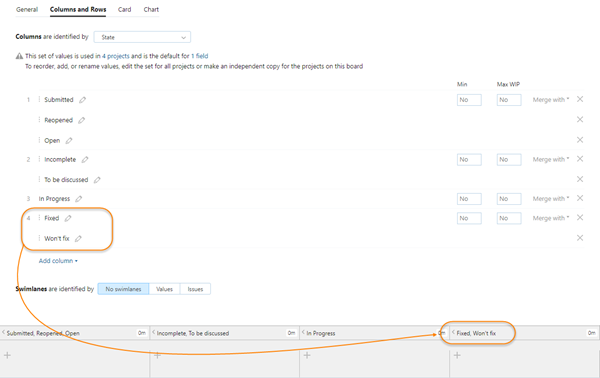 General Columns and Rows Card Chart
Columns are identified by State
This set of values is used in 4 projects and is the default for 1 field
To reorder, add, or rename values, edit the set for all projects or make an independent copy for the projects on this board
Min Max WIP
1 Submitted No No Merge with ^ ×
Reopened ×
Open ×
2 Incomplete No No Merge with ^ ×
To be discussed ×
3 In Progress No No Merge with ^ ×
4 Fixed No No Merge with ^ ×
Won't fix ×
Add column
Swimlanes are identified by No swimlanes Values Issues
< Submitted, Reopened, Open 0m < Incomplete, To be discussed 0m < In Progress 0m < Fixed, Won't fix 0m
+ + + +